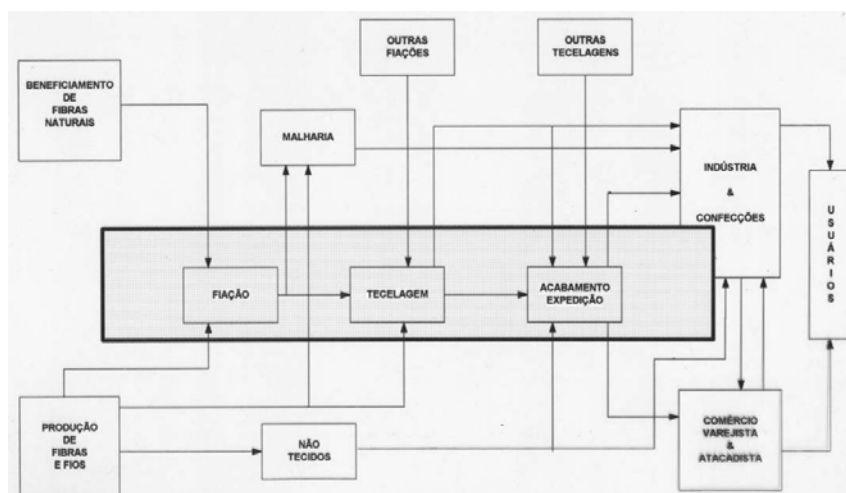 OUTRAS
FIAÇÕES
OUTRAS
TECELAGENS
BENEFICIAMENTO
DE
FIBRAS
NATURAIS
MALHARIA
INDÚSTRIA
&
CONFECÇÕES
USUÁRIOS
FIAÇÃO
TECELAGEM
ACABAMENTO
EXPEDIÇÃO
PRODUÇÃO
DE
FIBRAS
E FIOS
NÃO
TECIDOS
COMÉRCIO
VAREJISTA
&
ATACADISTA